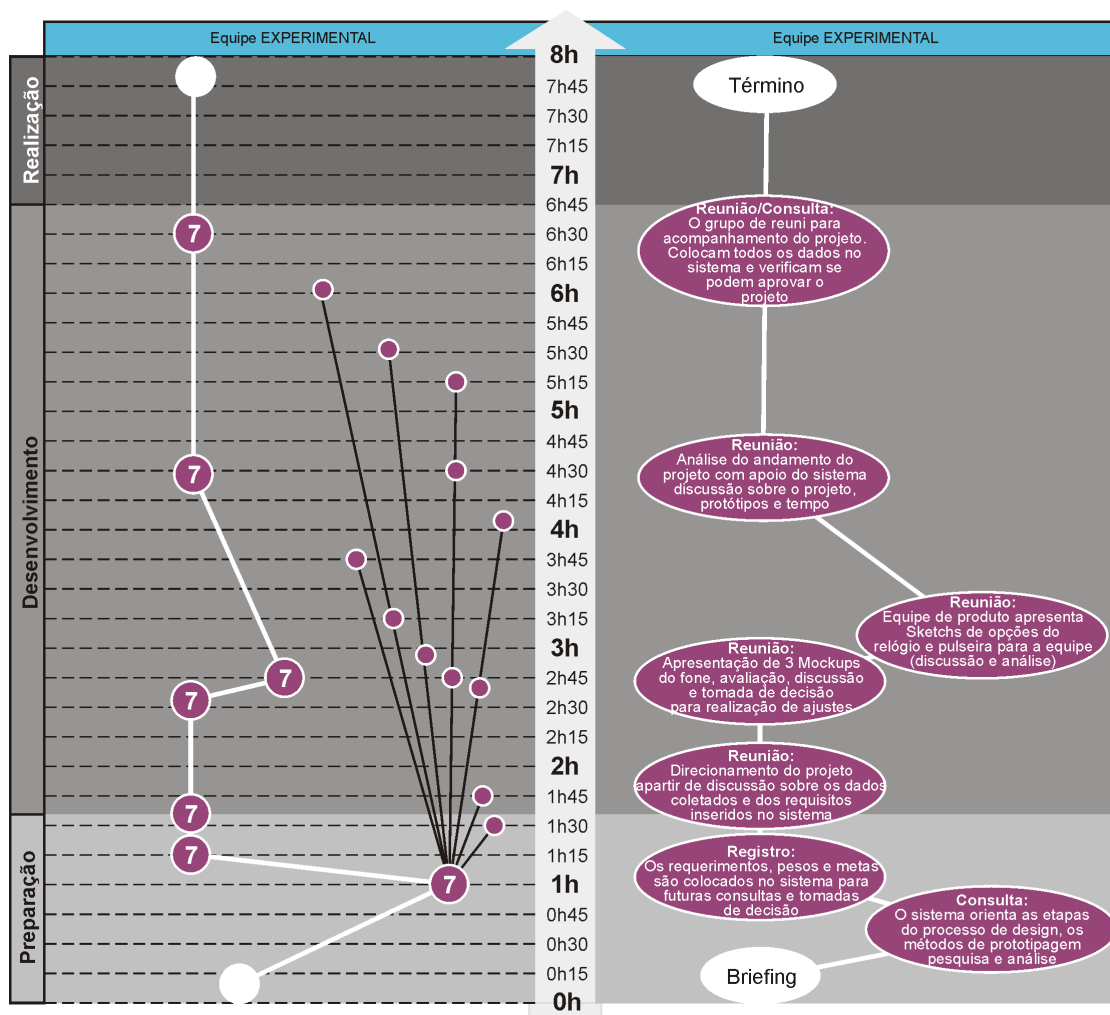 Equipe EXPERIMENTAL
Equipe EXPERIMENTAL
Realização
Desenvolvimento
Preparação
7
7
7
7
7
7
7
8h
7h45
7h30
7h15
7h
6h45
6h30
6h15
6h
5h45
5h30
5h15
5h
4h45
4h30
4h15
4h
3h45
3h30
3h15
3h
2h45
2h30
2h15
2h
1h45
1h30
1h15
1h
0h45
0h30
0h15
0h
Término
Reunião/Consulta:
O grupo de reuni para
acompanhamento do projeto.
Colocam todos os dados no
sistema e verificam se
podem aprovar o
projeto
Reunião:
Análise do andamento do
projeto com apoio do sistema
discussão sobre o projeto,
protótipos e tempo
Reunião:
Equipe de produto apresenta
Sketchs de opções do
relógio e pulseira para a equipe
(discussão e análise)
Reunião:
Apresentação de 3 Mockups
do fone, avaliação, discussão
e tomada de decisão
para realização de ajustes
Reunião:
Direcionamento do projeto
apartir de discussão sobre os dados
coletados e dos requisitos
inseridos no sistema
Registro:
Os requerimentos, pesos e metas
são colocados no sistema para
futuras consultas e tomadas
de decisão
Consulta:
O sistema orienta as etapas
do processo de design, os
métodos de prototipagem
pesquisa e análise
Briefing